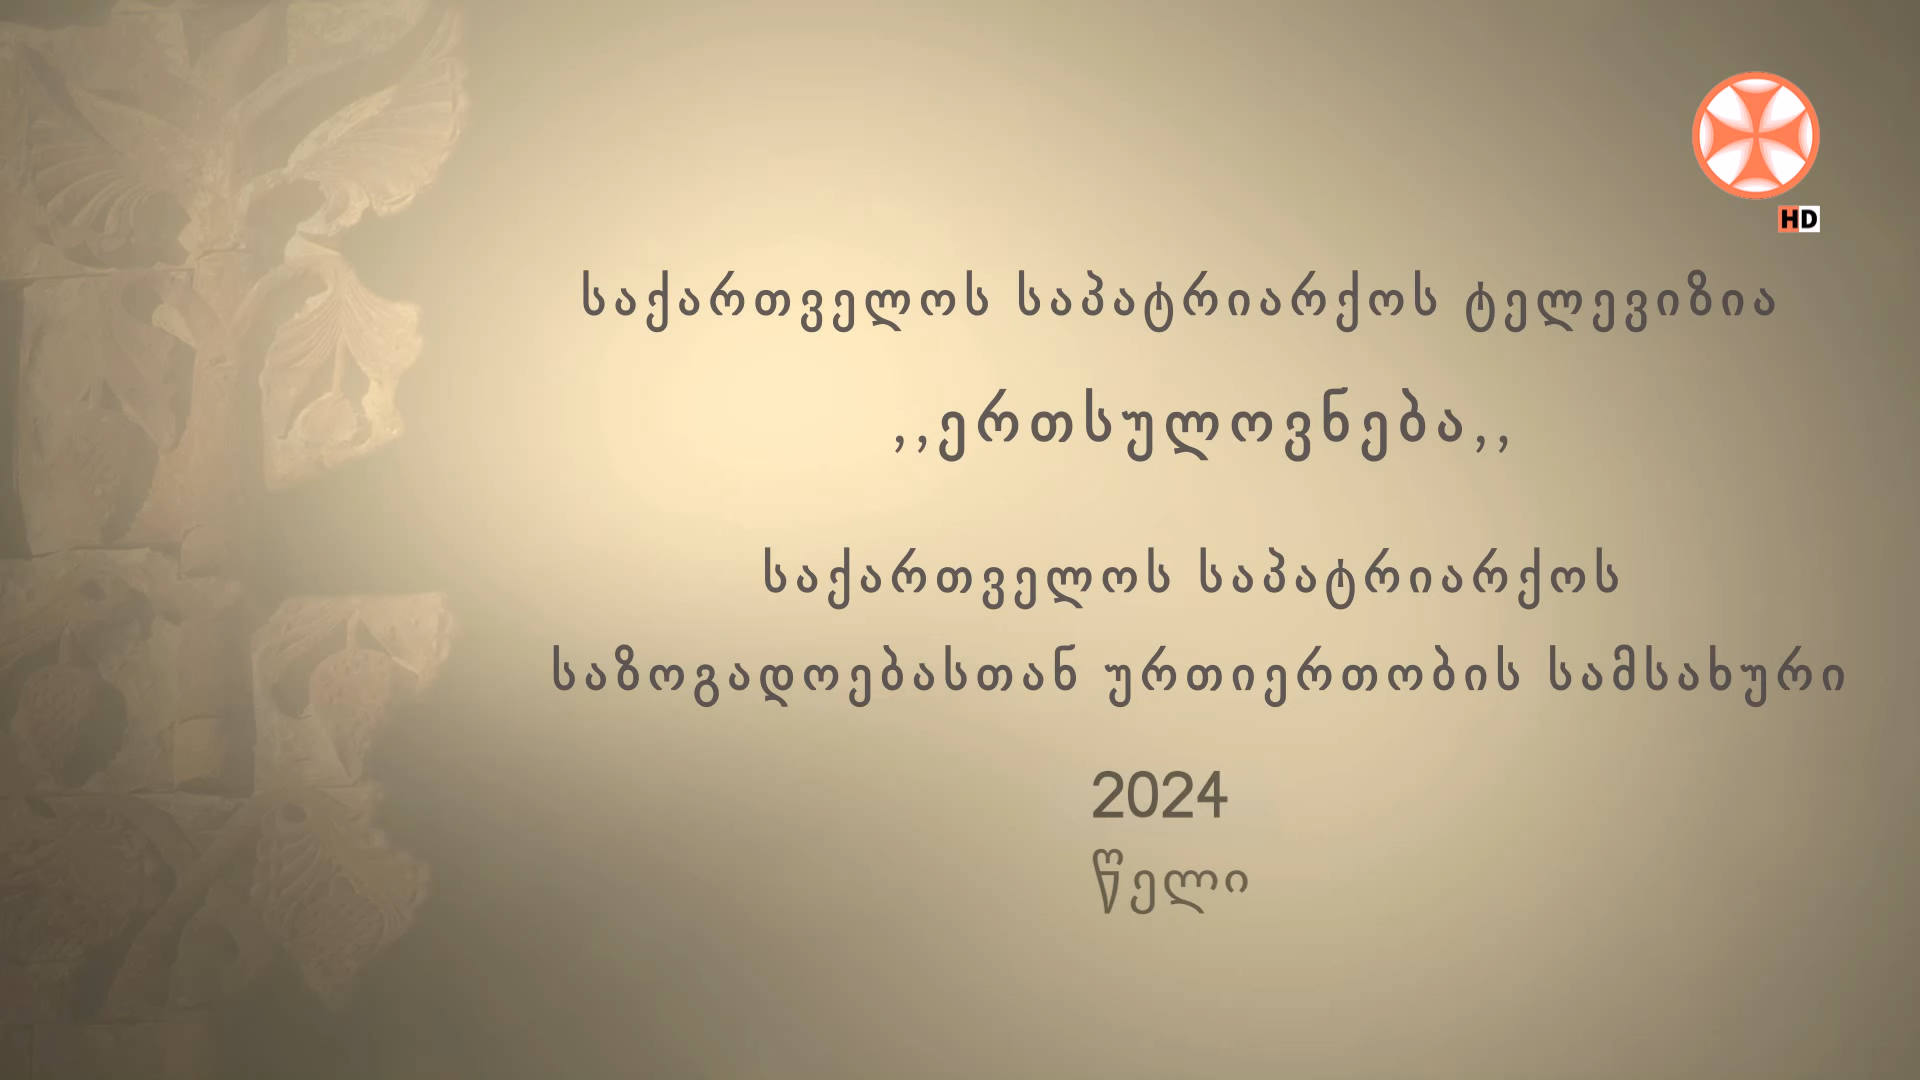 HD
საქართველოს საპატრიარქოს ტელევიზია
,,ერთსულოვნება,,
საქართველოს საპატრიარქოს
საზოგადოებასთან ურთიერთობის სამსახური
2024
წელი